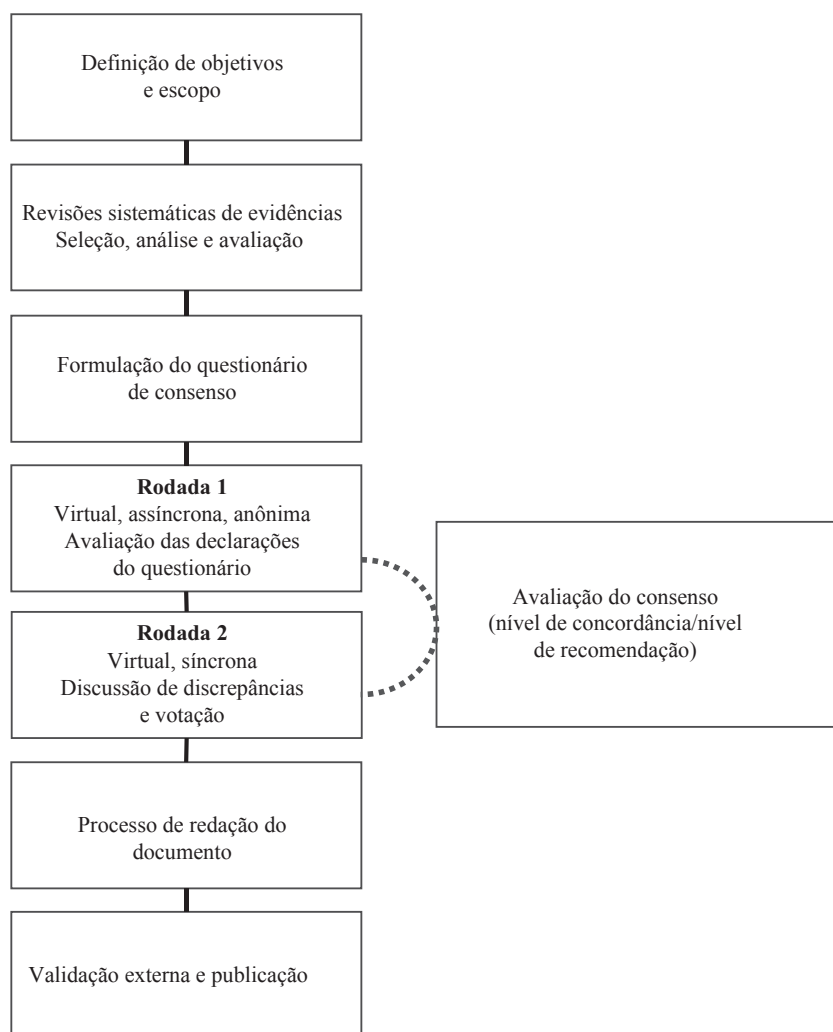 Definição de objetivos
e escopo
Revisões sistemáticas de evidências
Seleção, análise e avaliação
Formulação do questionário
de consenso
Rodada 1
Virtual, assíncrona, anônima
Avaliação das declarações
do questionário
Rodada 2
Virtual, síncrona
Discussão de discrepâncias
e votação
Avaliação do consenso
(nível de concordância/nível
de recomendação)
Processo de redação do
documento
Validação externa e publicação